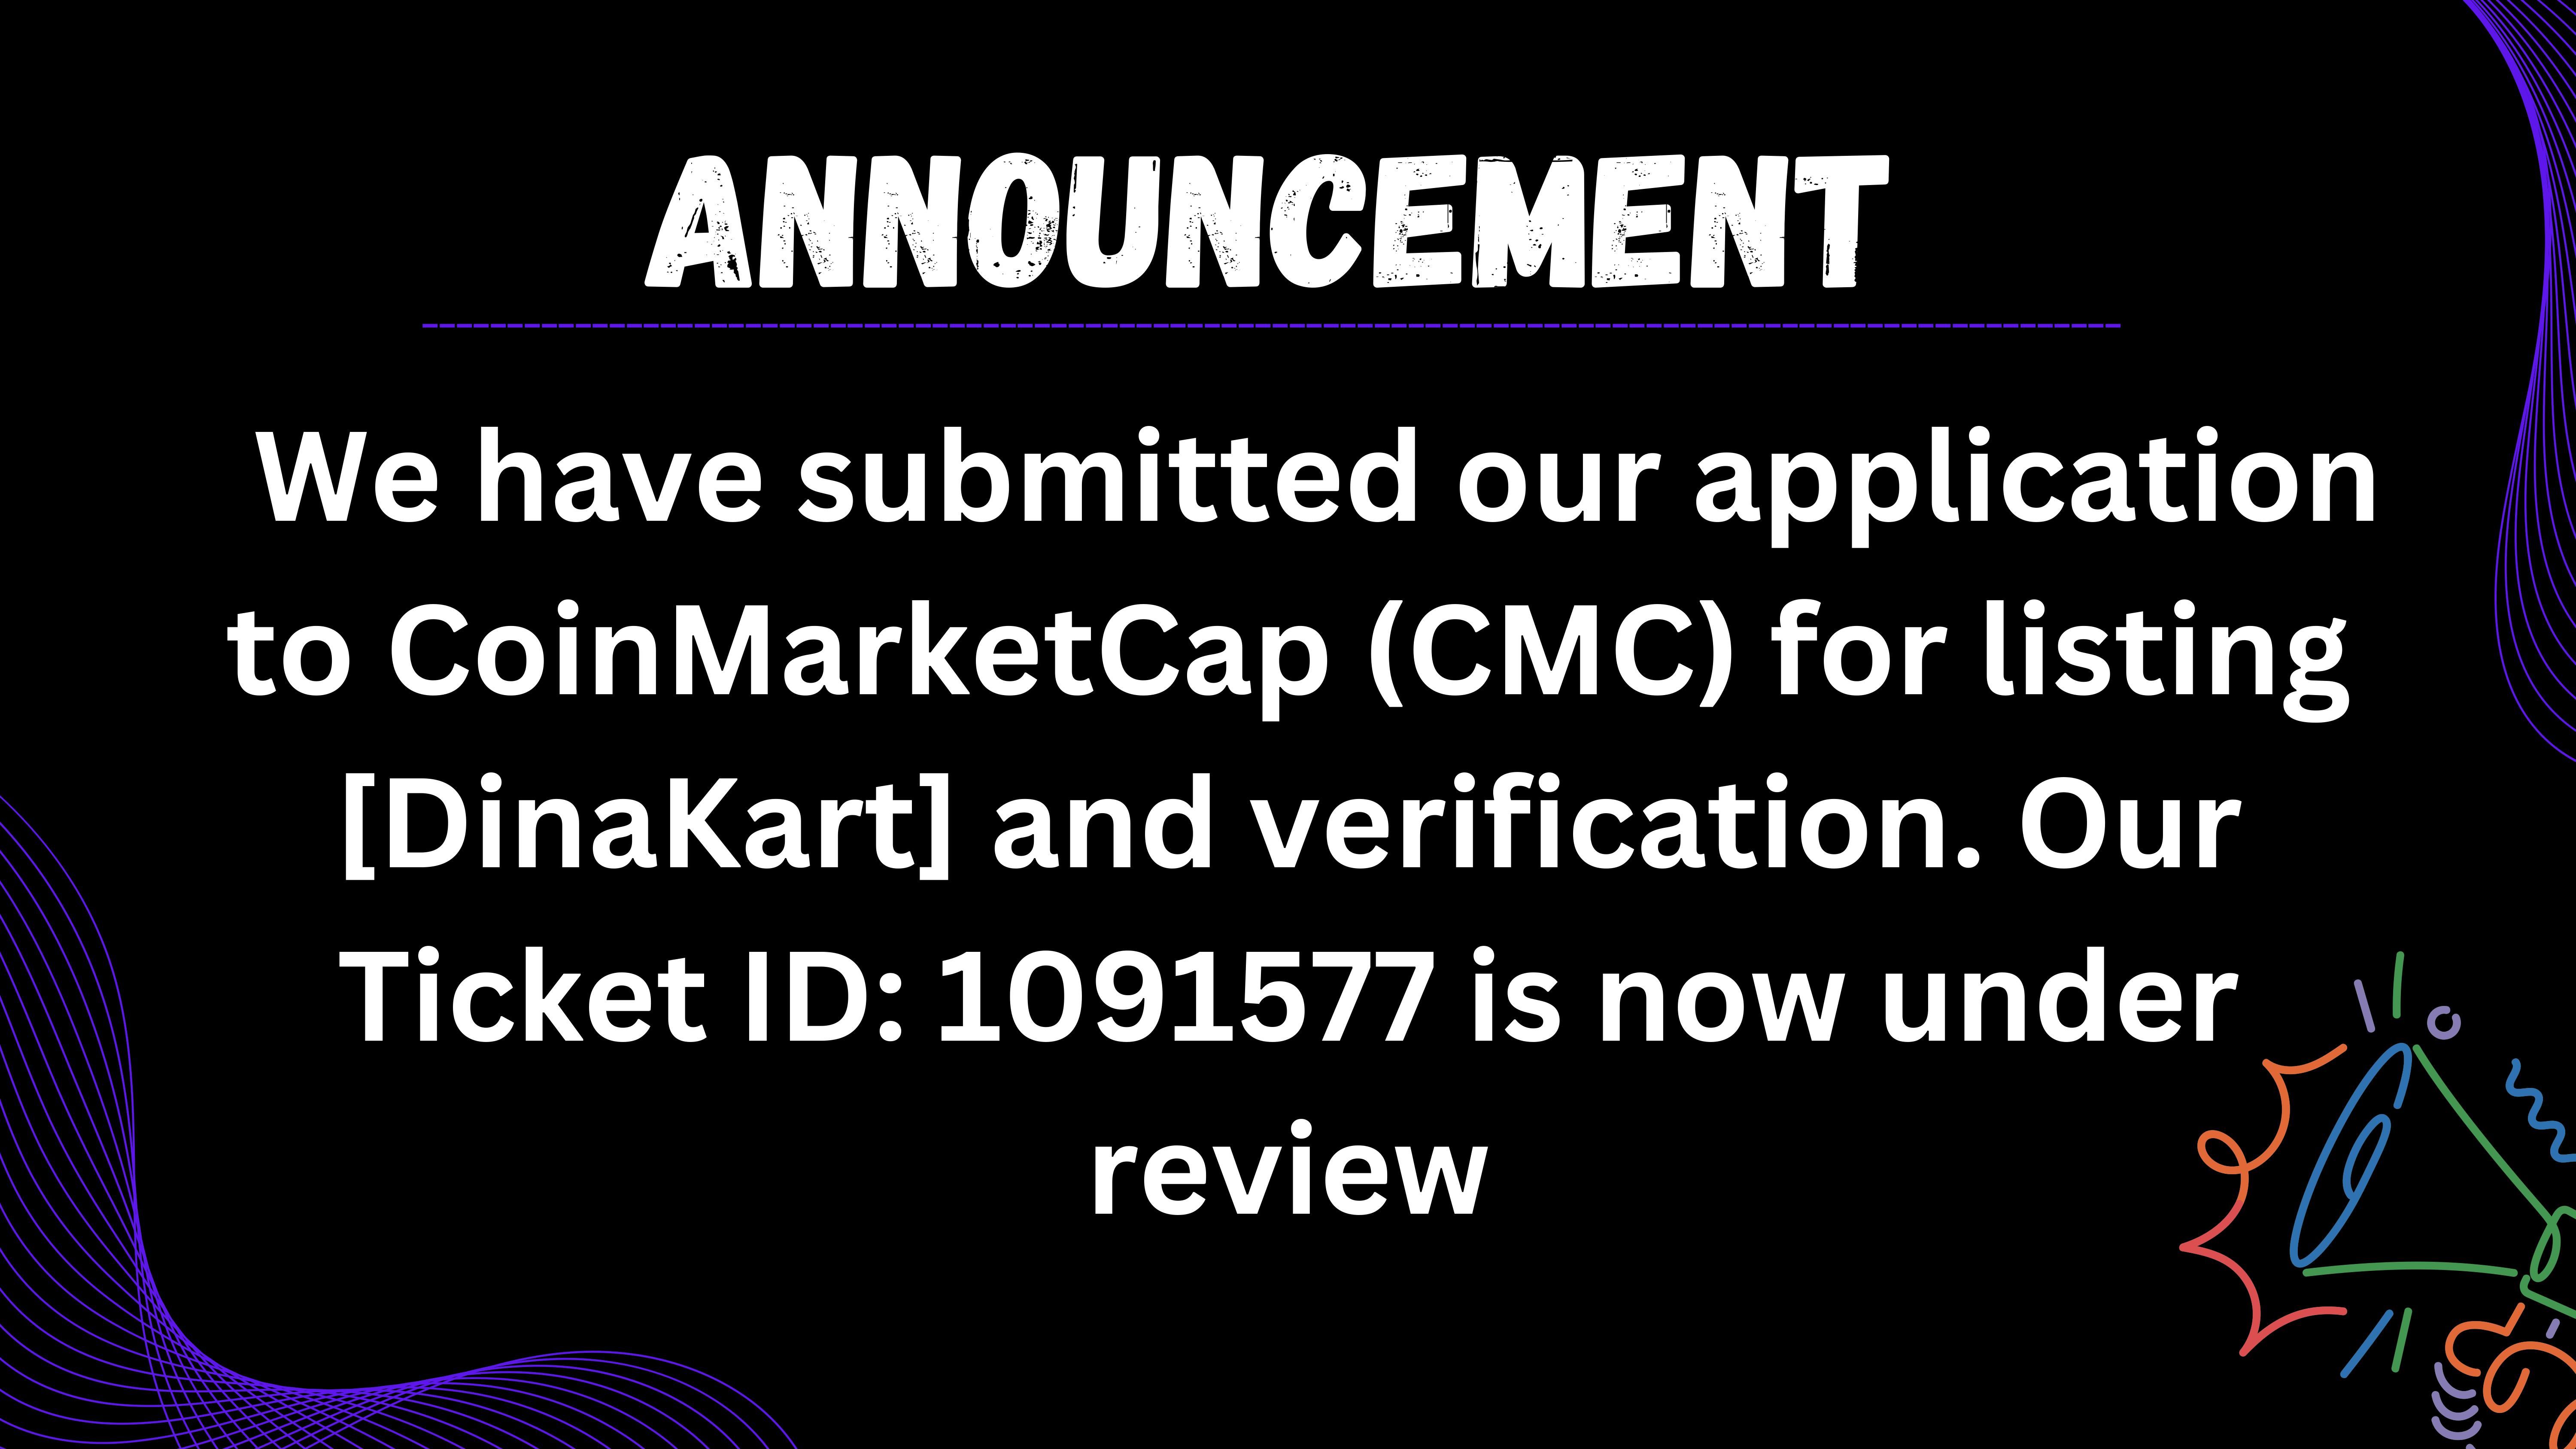 ANNOUNCEMENT
We have submitted our application
to CoinMarketCap (CMC) for listing
[DinaKart] and verification. Our
Ticket ID: 1091577 is now under
review